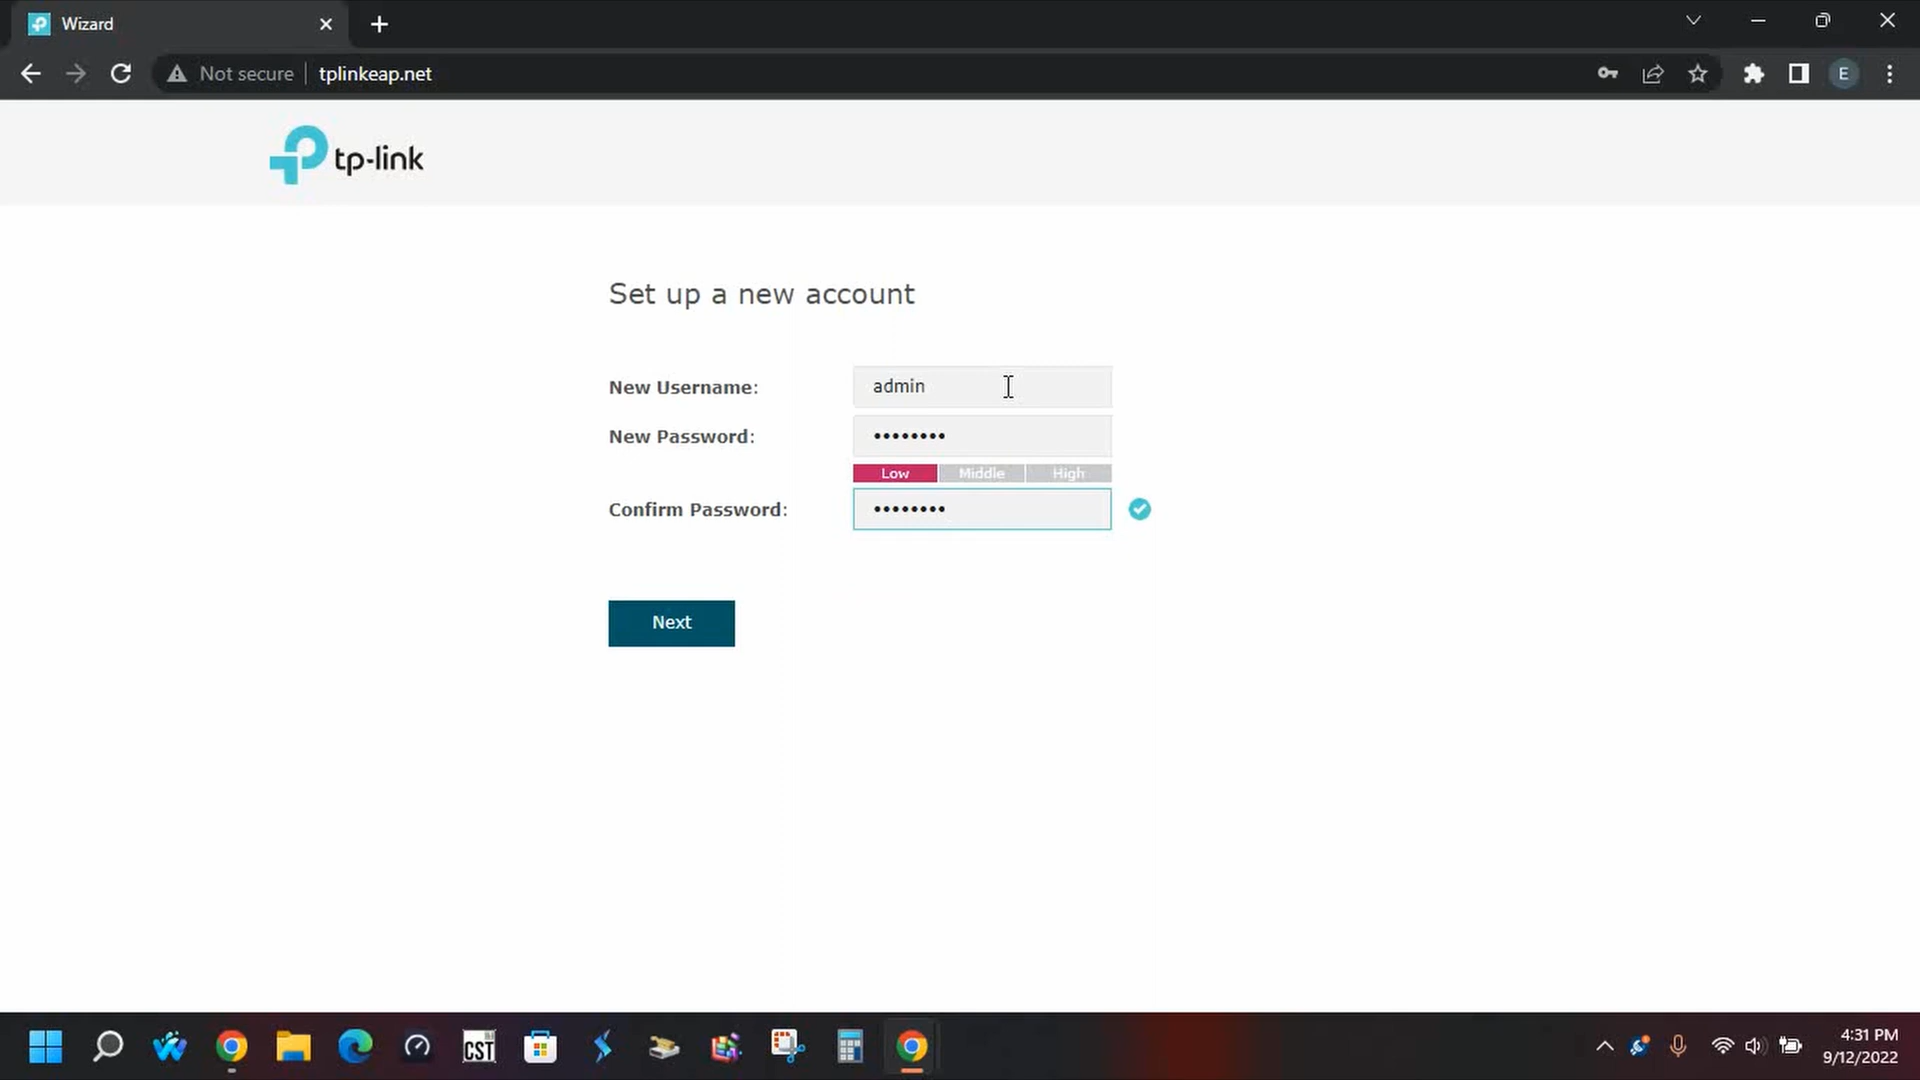 Wizard
Not secure
tplinkeap.net
E
tp-link
Set up a new account
New Username:
admin
New Password:
••••••••
Low
Middle
High
Confirm Password:
••••••••
Next
CST
4:31 PM
9/12/2022